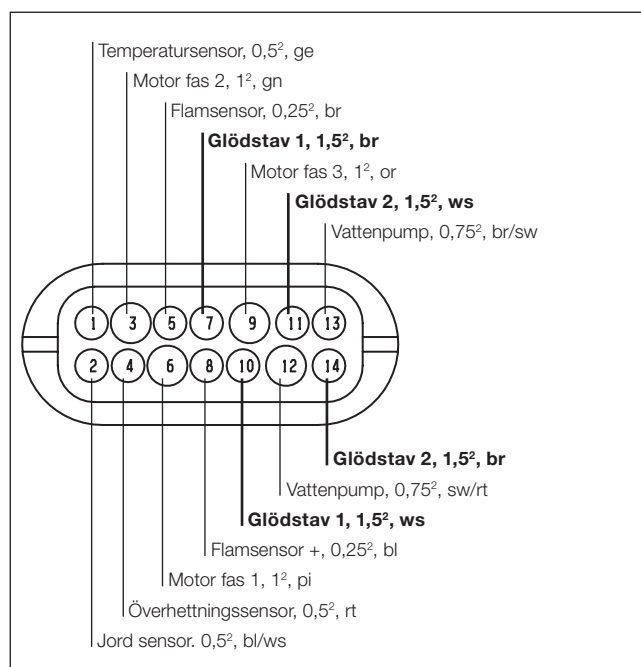 Temperatursensor, 0,5², ge
Motor fas 2, 1², gn
Flamsensor, 0,25², br
Glödstav 1, 1,5², br
Motor fas 3, 1², or
Glödstav 2, 1,5², ws
Vattenpump, 0,75², br/sw
1 3 5 7 9 11 13
2 4 6 8 10 12 14
Glödstav 2, 1,5², br
Vattenpump, 0,75², sw/rt
Glödstav 1, 1,5², ws
Flamsensor +, 0,25², bl
Motor fas 1, 1², pi
Överhettningssensor, 0,5², rt
Jord sensor. 0,5², bl/ws